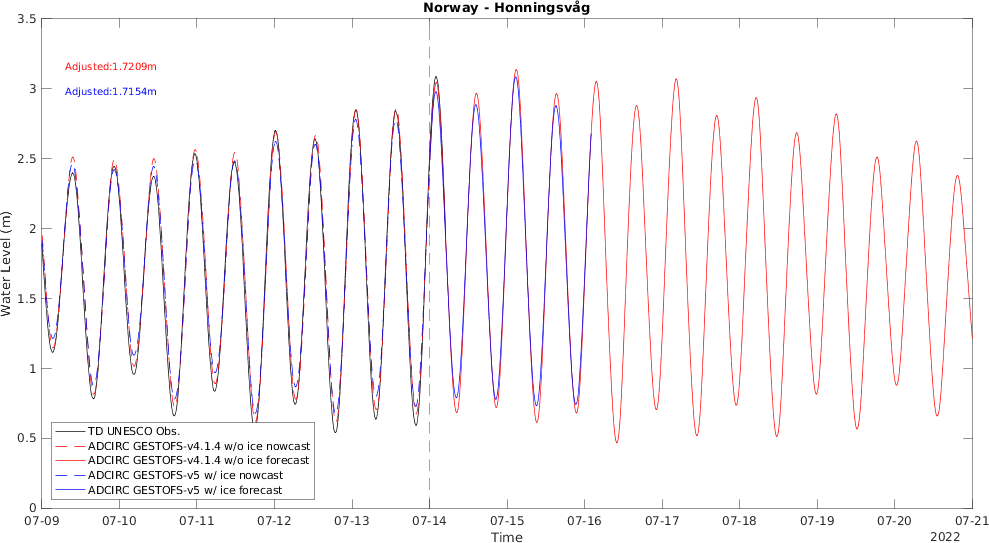 Norway - Honningsvåg
Adjusted:1.7209m
Adjusted:1.7154m
Water Level (m)
3.5
3
2.5
2
1.5
1
0.5
0
TD UNESCO Obs.
ADCIRC GESTOFS-v4.1.4 w/o ice nowcast
ADCIRC GESTOFS-v4.1.4 w/o ice forecast
ADCIRC GESTOFS-v5 w/ ice nowcast
ADCIRC GESTOFS-v5 w/ ice forecast
07-09 07-10 07-11 07-12 07-13 07-14 07-15 07-16 07-17 07-18 07-19 07-20 07-21
Time
2022